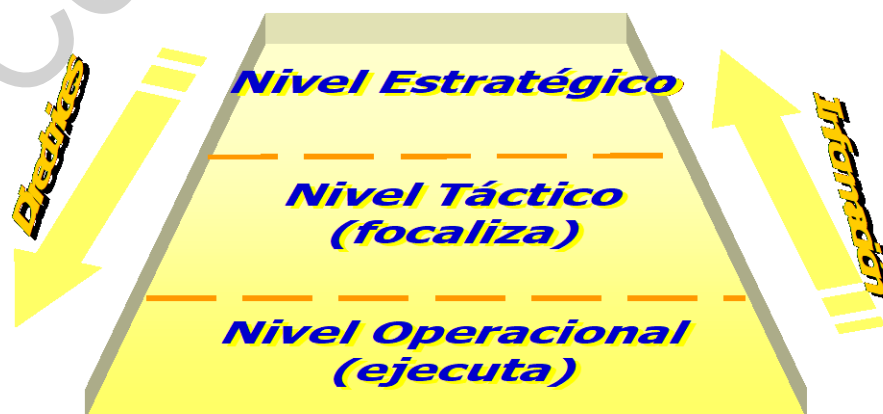 Nivel Estratégico
Directrices
Información
Nivel Táctico
(focaliza)
Nivel Operacional
(ejecuta)